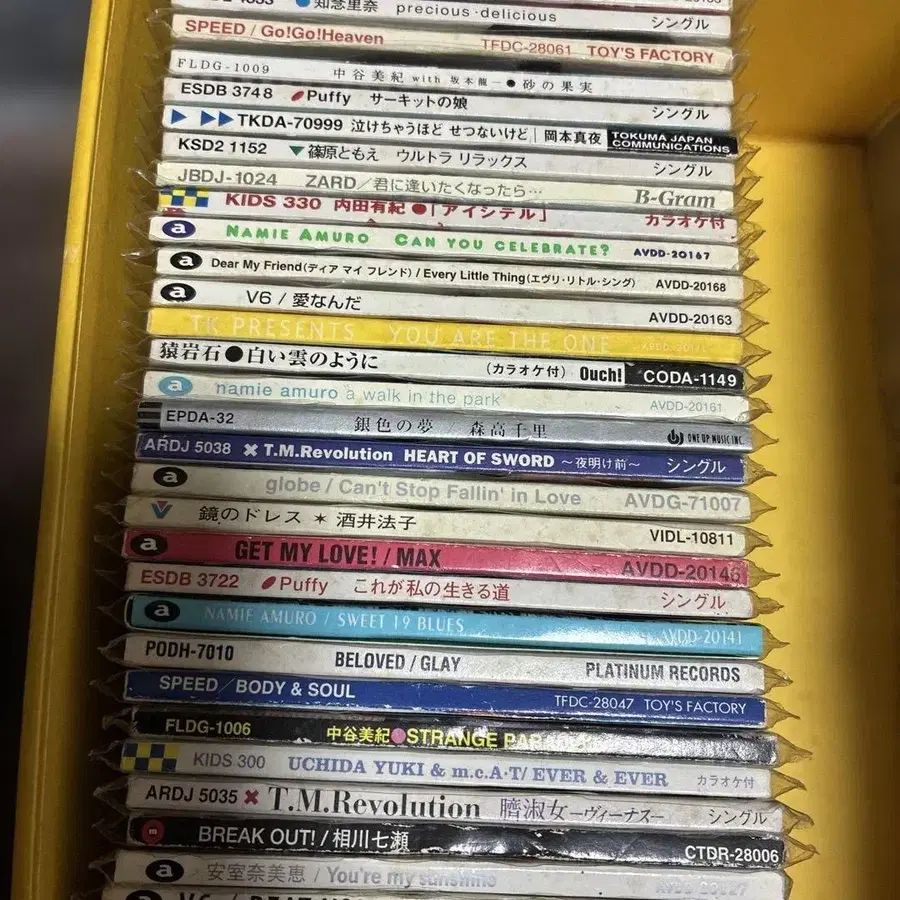 知念里奈 precious・delicious シングル
SPEED / Go!Go!Heaven TFDC-28061 TOY'S FACTORY
FLDG-1009 中谷美紀 with 坂本龍一●砂の果実
ESDB 3748 Puffy サーキットの娘 シングル
TKDA-70999 泣けちゃうほど せつないけど | 岡本真夜 TOKUMA JAPAN COMMUNICATIONS
KSD2 1152 ▼篠原ともえ ウルトラ リラックス シングル
JBDJ-1024 ZARD/君に逢いたくなったら… B-Gram
KIDS 330 内田有紀●「アイシテル」 カラオケ付
a NAMIE AMURO CAN YOU CELEBRATE? AVDD-20167
a Dear My Friend(ディア マイ フレンド) / Every Little Thing(エヴリ・リトル・シング) AVDD-20168
a V6 / 愛なんだ AVDD-20163
TK PRESENTS YOU ARE THE ONE
猿岩石●白い雲のように (カラオケ付) Ouch! CODA-1149
a namie amuro a walk in the park AVDD-20161
EPDA-32 銀色の夢 / 森高千里 ONE UP MUSIC INC.
ARDJ 5038 T.M.Revolution HEART OF SWORD 〜夜明け前〜 シングル
a globe / Can't Stop Fallin' in Love AVDG-71007
鏡のドレス ✶ 酒井法子 VIDL-10811
a GET MY LOVE! / MAX AVDD-20146
ESDB 3722 Puffy これが私の生きる道 シングル
a NAMIE AMURO / SWEET 19 BLUES AVDD-20141
PODH-7010 BELOVED / GLAY PLATINUM RECORDS
SPEED/BODY & SOUL TFDC-28047 TOY'S FACTORY
FLDG-1006 中谷美紀●STRANGE
KIDS 300 UCHIDA YUKI & m.c.A・T/ EVER & EVER カラオケ付
ARDJ 5035 T.M.Revolution 臍淑女－ヴィーナス－ シングル
m BREAK OUT! / 相川七瀬 CTDR-28006
a 安室奈美恵 / You're my sunshine
a V6